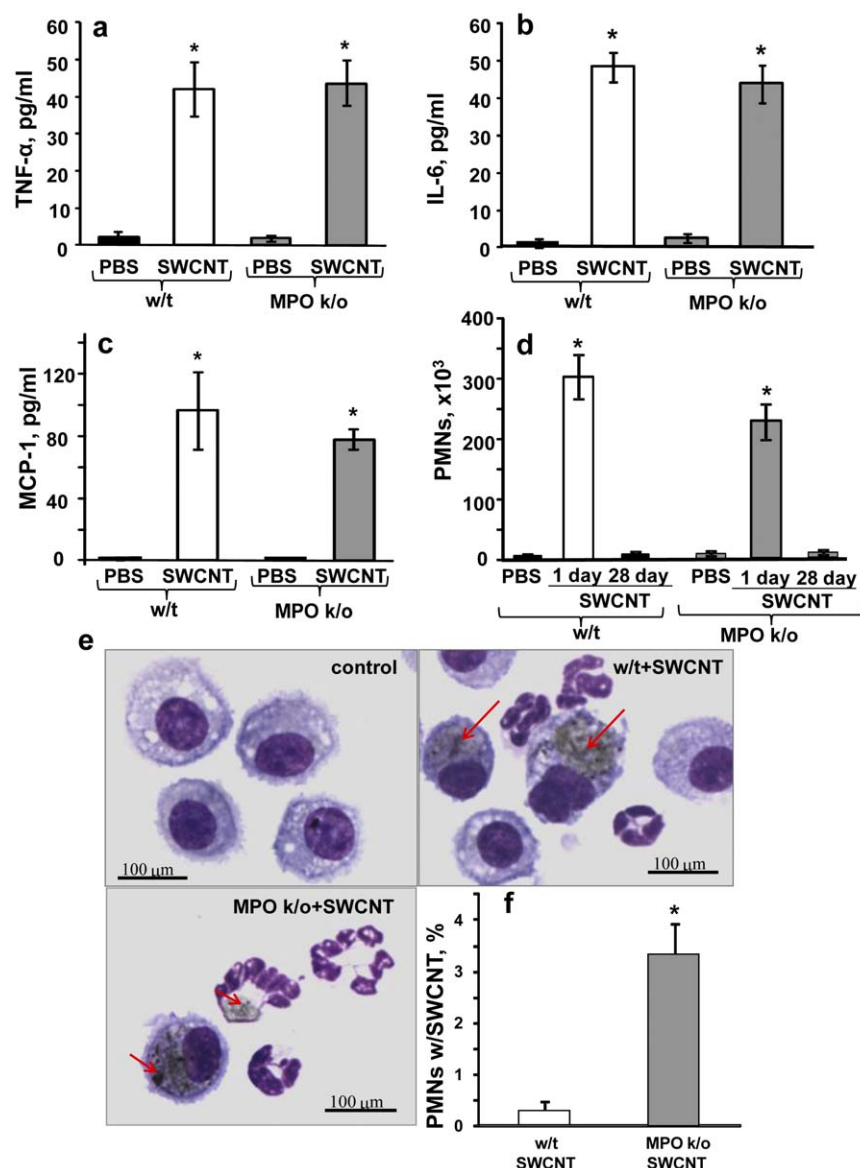 a
TNF-α, pg/ml
60
50
40
30
20
10
0
*
*
PBS SWCNT PBS SWCNT
w/t MPO k/o
b
IL-6, pg/ml
60
50
40
30
20
10
0
*
*
PBS SWCNT PBS SWCNT
w/t MPO k/o
c
MCP-1, pg/ml
120
80
40
0
*
*
PBS SWCNT PBS SWCNT
w/t MPO k/o
d
PMNs, x10³
400
300
200
100
0
*
*
PBS 1 day 28 day PBS 1 day 28 day
SWCNT SWCNT
w/t MPO k/o
e
control
100 μm
w/t+SWCNT
100 μm
MPO k/o+SWCNT
100 μm
f
PMNs w/SWCNT, %
4
3
2
1
0
*
w/t MPO k/o
SWCNT SWCNT